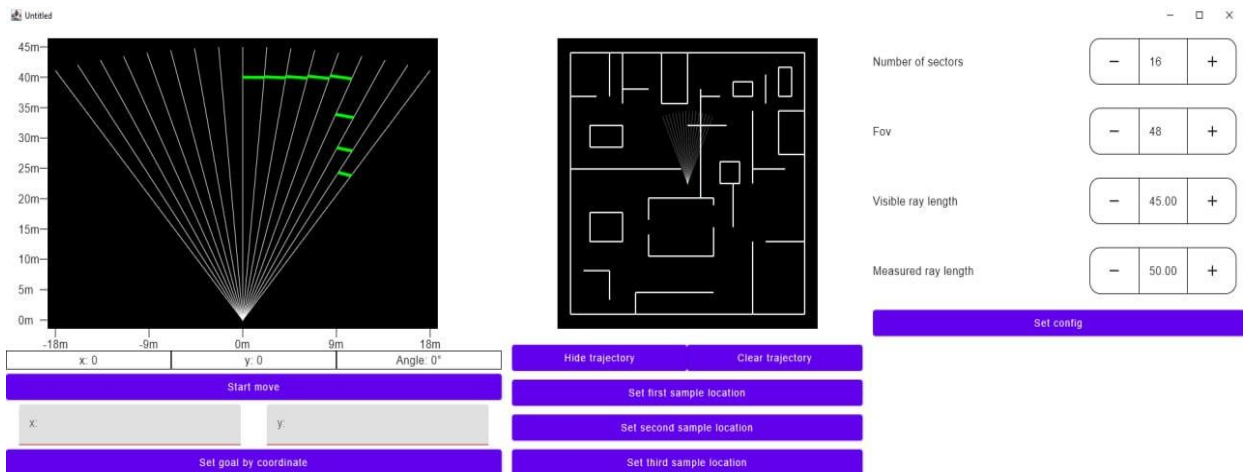 Untitled
45m
40m
35m
30m
25m
20m
15m
10m
5m
0m
-18m -9m 0m 9m 18m
x: 0 y: 0 Angle: 0°
Start move
x: y:
Set goal by coordinate
Hide trajectory Clear trajectory
Set first sample location
Set second sample location
Set third sample location
Number of sectors − 16 +
Fov − 48 +
Visible ray length − 45.00 +
Measured ray length − 50.00 +
Set config